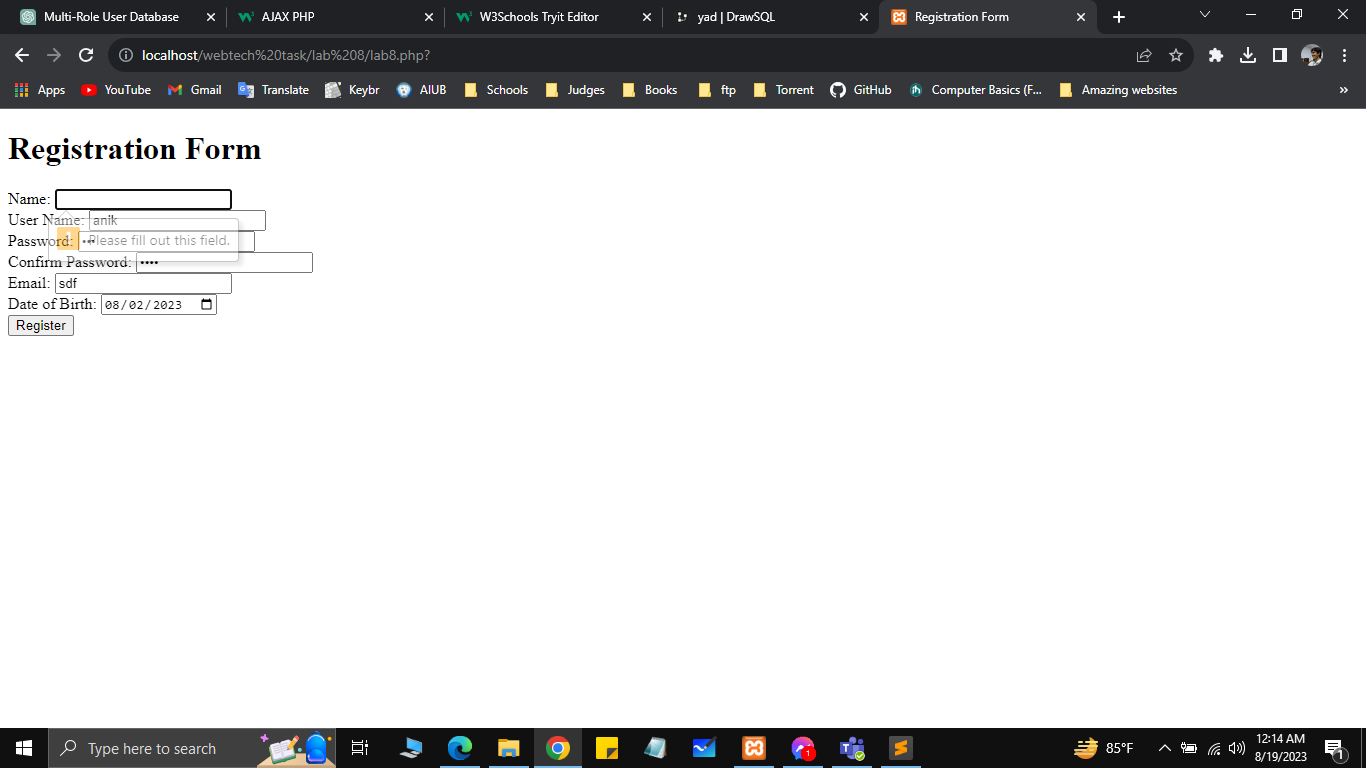 Multi-Role User Database
AJAX PHP
W3Schools Tryit Editor
yad | DrawSQL
Registration Form
localhost/webtech%20task/lab%208/lab8.php?
Apps YouTube Gmail Translate Keybr AIUB Schools Judges Books ftp Torrent GitHub Computer Basics (F... Amazing websites »
Registration Form
Name:
User Name: anik
Password: •••
Please fill out this field.
Confirm Password: ••••
Email: sdf
Date of Birth: 08/02/2023
Register
Type here to search
1
85°F
12:14 AM
8/19/2023
1